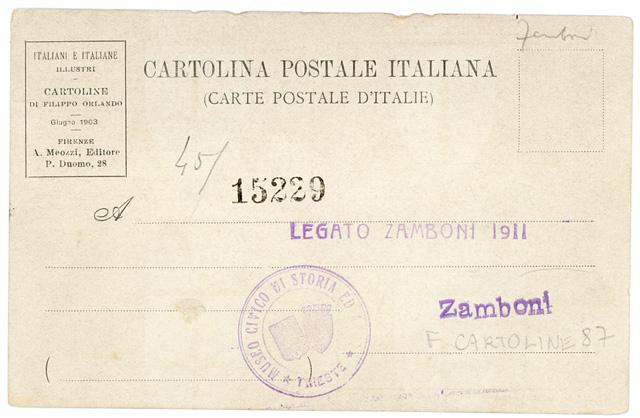 Zamboni
ITALIANI E ITALIANE
ILLUSTRI
CARTOLINE
DI FILIPPO ORLANDO
Giugno 1903
FIRENZE
A. Meozzi, Editore
P. Duomo, 28
CARTOLINA POSTALE ITALIANA
(CARTE POSTALE D'ITALIE)
45/
15229
A
LEGATO ZAMBONI 1911
MUSEO CIVICO DI STORIA ED
★ TRIESTE ★
Zamboni
F. CARTOLINE 87